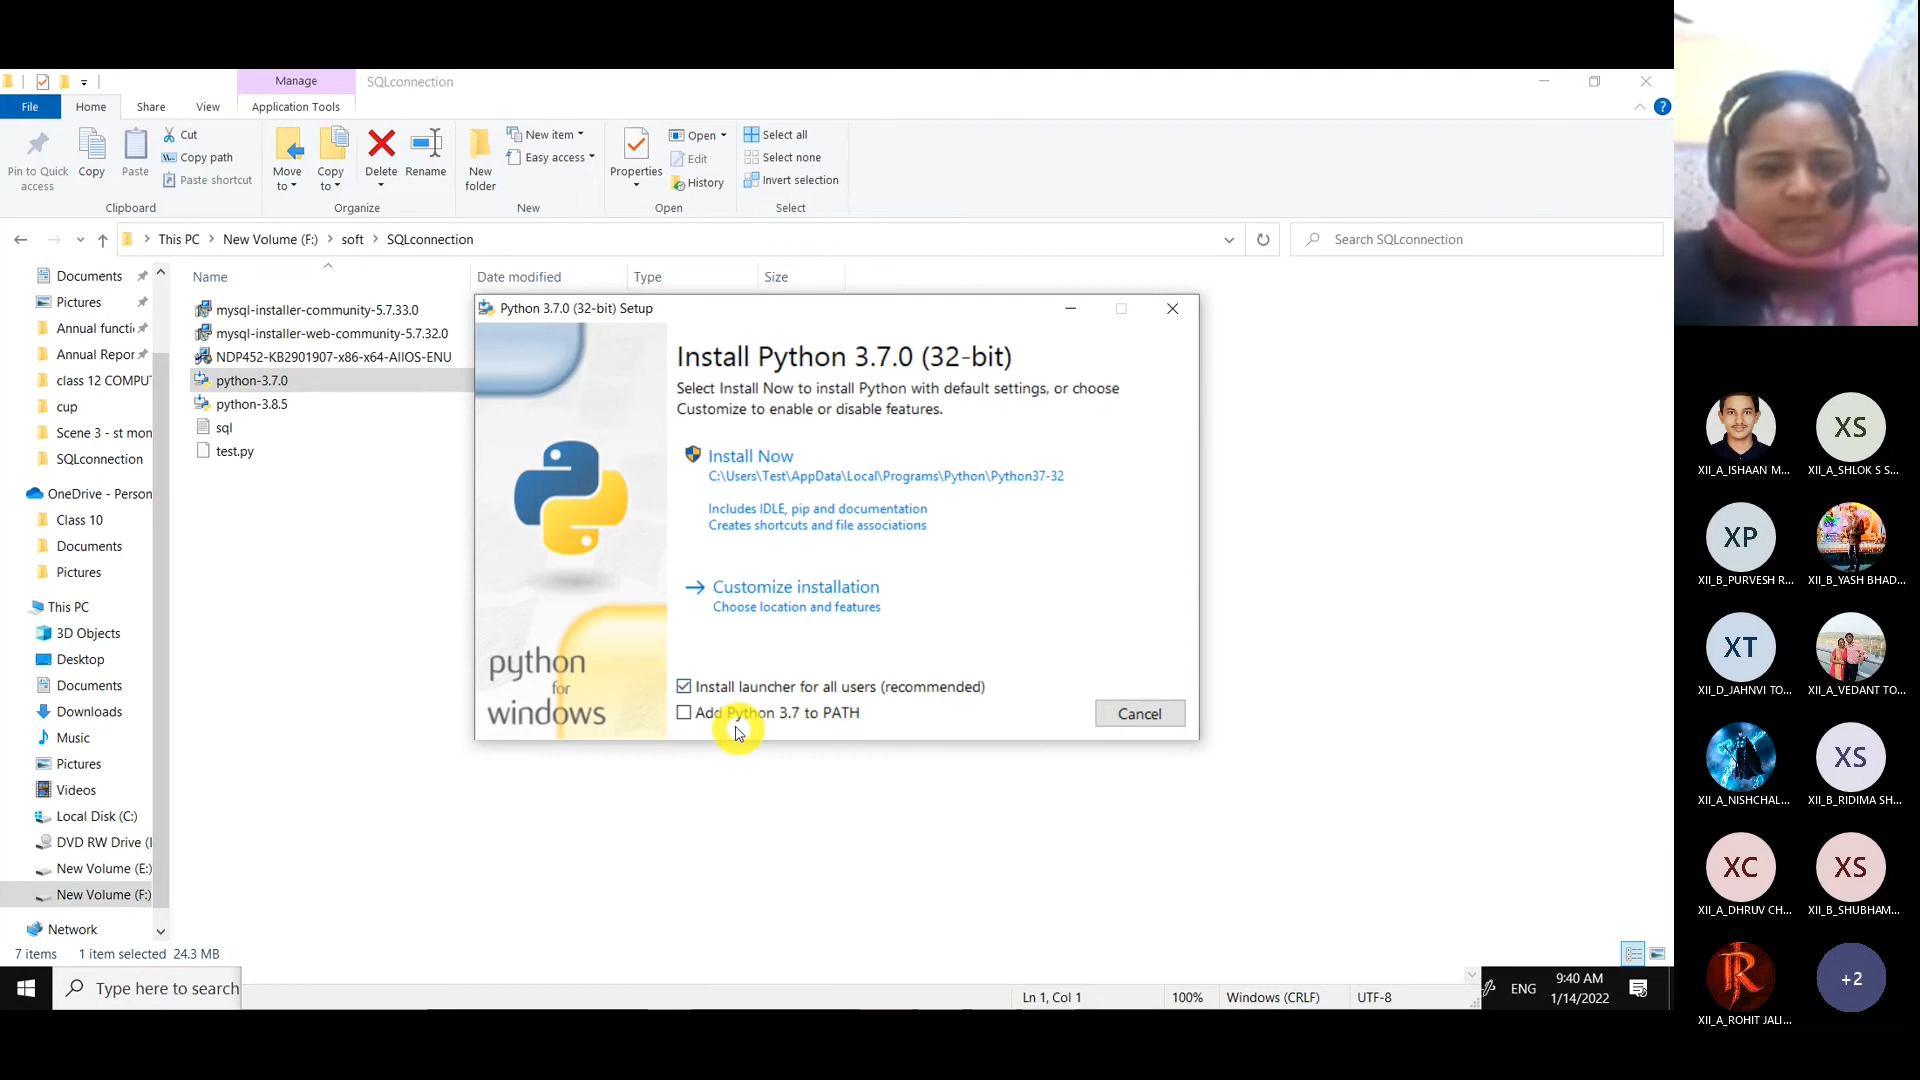 Manage
SQLconnection
File
Home
Share
View
Application Tools
Pin to Quick access
Copy
Paste
Cut
Copy path
Paste shortcut
Clipboard
Move to
Copy to
Delete
Rename
Organize
New folder
New item
Easy access
New
Properties
Open
Edit
History
Open
Select all
Select none
Invert selection
Select
This PC
New Volume (F:)
soft
SQLconnection
Search SQLconnection
Documents
Pictures
Annual functi
Annual Repor
class 12 COMPUT
cup
Scene 3 - st mon
SQLconnection
OneDrive - Person
Class 10
Documents
Pictures
This PC
3D Objects
Desktop
Documents
Downloads
Music
Pictures
Videos
Local Disk (C:)
DVD RW Drive (
New Volume (E:)
New Volume (F:)
Network
Name
Date modified
Type
Size
mysql-installer-community-5.7.33.0
mysql-installer-web-community-5.7.32.0
NDP452-KB2901907-x86-x64-AllOS-ENU
python-3.7.0
python-3.8.5
sql
test.py
Python 3.7.0 (32-bit) Setup
Install Python 3.7.0 (32-bit)
Select Install Now to install Python with default settings, or choose
Customize to enable or disable features.
Install Now
C:\Users\Test\AppData\Local\Programs\Python\Python37-32
Includes IDLE, pip and documentation
Creates shortcuts and file associations
Customize installation
Choose location and features
python
for
windows
Install launcher for all users (recommended)
Add Python 3.7 to PATH
Cancel
7 items
1 item selected 24.3 MB
Type here to search
Ln 1, Col 1
100%
Windows (CRLF)
UTF-8
ENG
9:40 AM
1/14/2022
XII_A_ISHAAN M...
XS
XII_A_SHLOK S S...
XP
XII_B_PURVESH R...
XII_B_YASH BHAD...
XT
XII_D_JAHNVI TO...
XII_A_VEDANT TO...
XII_A_NISHCHAL...
XS
XII_B_RIDIMA SH...
XC
XII_A_DHRUV CH...
XS
XII_B_SHUBHAM...
XII_A_ROHIT JALI...
+2